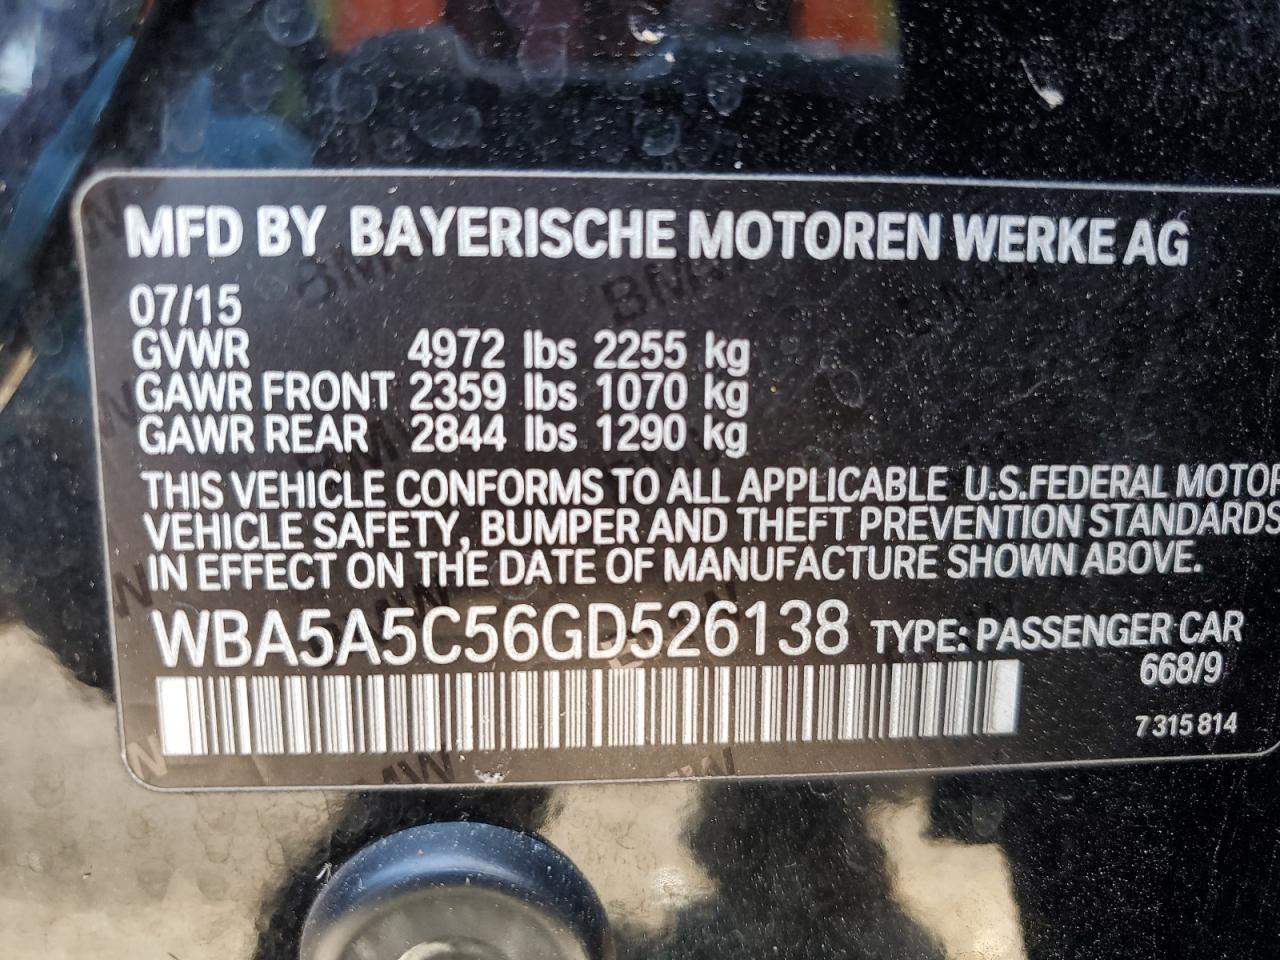 MFD BY BAYERISCHE MOTOREN WERKE AG
07/15
GVWR 4972 lbs 2255 kg
GAWR FRONT 2359 lbs 1070 kg
GAWR REAR 2844 lbs 1290 kg
THIS VEHICLE CONFORMS TO ALL APPLICABLE U.S.FEDERAL MOTOR
VEHICLE SAFETY, BUMPER AND THEFT PREVENTION STANDARDS
IN EFFECT ON THE DATE OF MANUFACTURE SHOWN ABOVE.
WBA5A5C56GD526138 TYPE: PASSENGER CAR
668/9
7 315 814